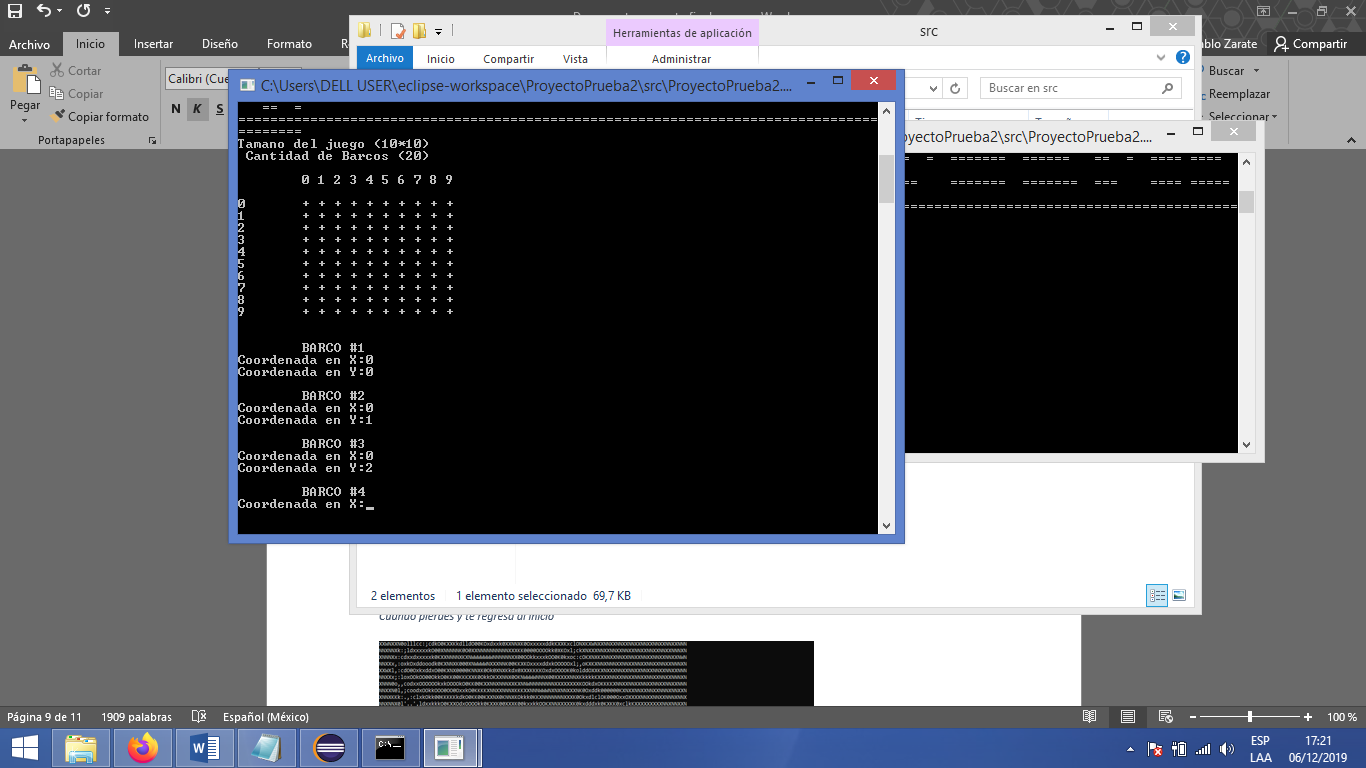 Archivo
Inicio
Insertar
Diseño
Formato
blo Zarate
Compartir
Pegar
Cortar
Copiar
Copiar formato
Portapapeles
Calibri (Cue
N K S
Buscar
Reemplazar
Seleccionar
Herramientas de aplicación
src
Archivo
Inicio
Compartir
Vista
Administrar
Buscar en src
C:\Users\DELL USER\eclipse-workspace\ProyectoPrueba2\src\ProyectoPrueba2....
oyectoPrueba2\src\ProyectoPrueba2....
Tamano del juego (10*10)
Cantidad de Barcos (20)
0 1 2 3 4 5 6 7 8 9
0 + + + + + + + + + +
1 + + + + + + + + + +
2 + + + + + + + + + +
3 + + + + + + + + + +
4 + + + + + + + + + +
5 + + + + + + + + + +
6 + + + + + + + + + +
7 + + + + + + + + + +
8 + + + + + + + + + +
9 + + + + + + + + + +
BARCO #1
Coordenada en X:0
Coordenada en Y:0
BARCO #2
Coordenada en X:0
Coordenada en Y:1
BARCO #3
Coordenada en X:0
Coordenada en Y:2
BARCO #4
Coordenada en X:_
2 elementos
1 elemento seleccionado 69,7 KB
Cuando pierdes y te regresa al inicio
Página 9 de 11
1909 palabras
Español (México)
100 %
ESP
LAA
17:21
06/12/2019